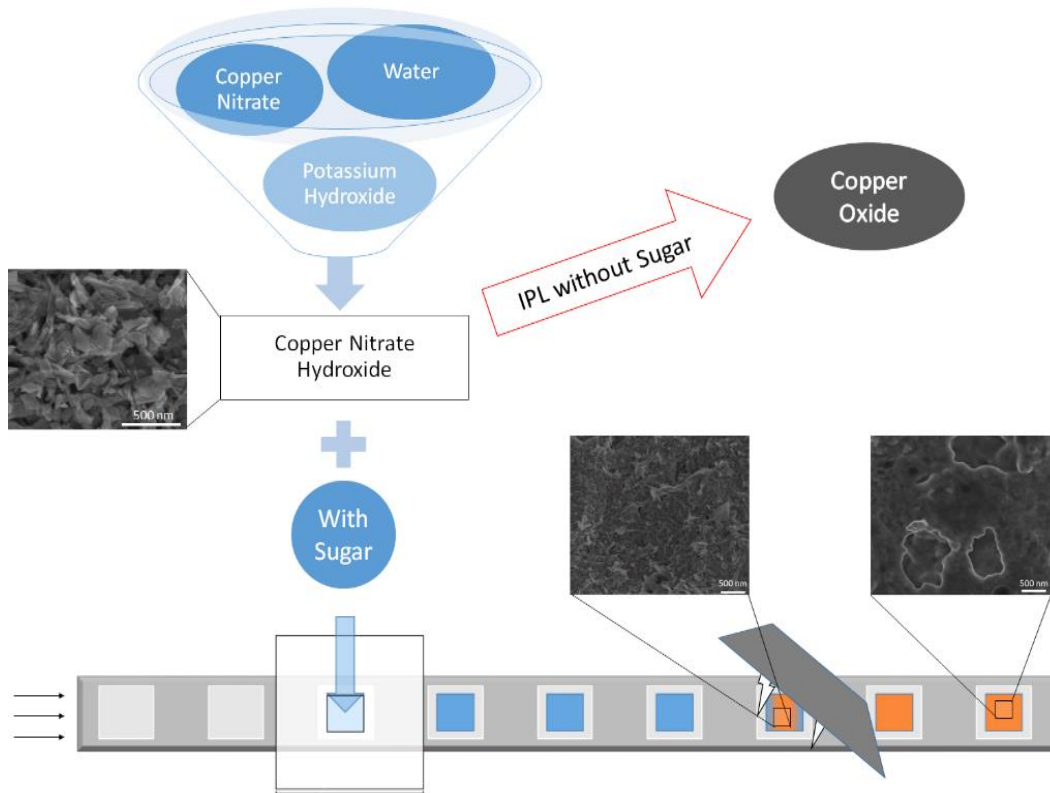 Copper
Nitrate
Water
Potassium
Hydroxide
Copper
Oxide
IPL without Sugar
Copper Nitrate
Hydroxide
500 nm
With
Sugar
500 nm
500 nm